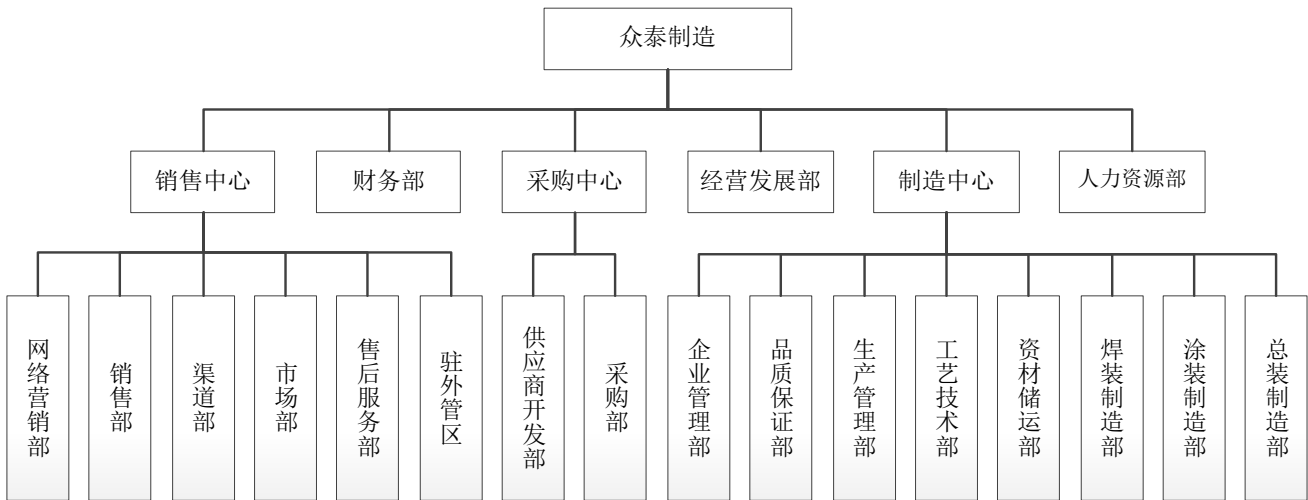 众泰制造
销售中心
财务部
采购中心
经营发展部
制造中心
人力资源部
网络营销部
销售部
渠道部
市场部
售后服务部
驻外管区
供应商开发部
采购部
企业管理部
品质保证部
生产管理部
工艺技术部
资材储运部
焊装制造部
涂装制造部
总装制造部